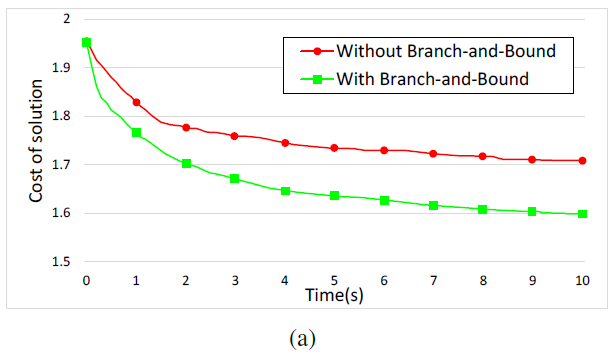 2
1.9
1.8
1.7
1.6
1.5
Cost of solution
Without Branch-and-Bound
With Branch-and-Bound
0 1 2 3 4 5 6 7 8 9 10
Time(s)
(a)